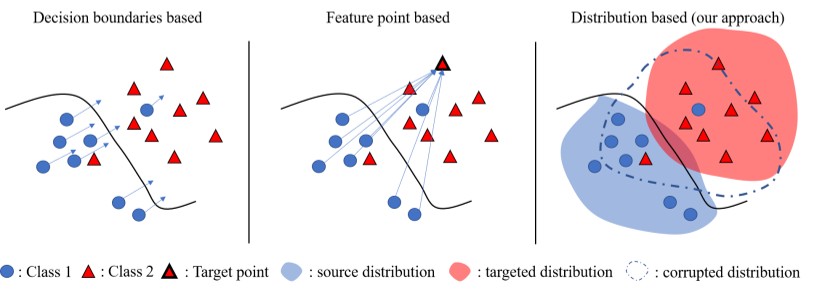 Decision boundaries based
Feature point based
Distribution based (our approach)
: Class 1
: Class 2
: Target point
: source distribution
: targeted distribution
: corrupted distribution